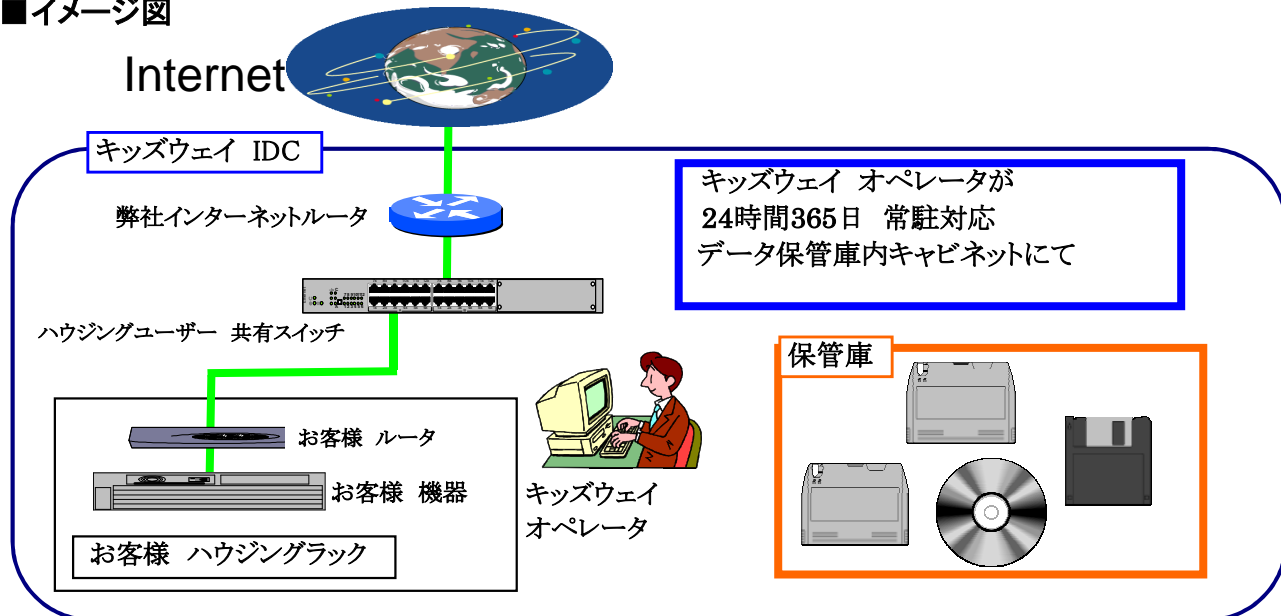 ■イメージ図
Internet
キッズウェイ IDC
弊社インターネットルータ
ハウジングユーザー 共有スイッチ
お客様 ルータ
お客様 機器
お客様 ハウジングラック
キッズウェイ
オペレータ
キッズウェイ オペレータが
24時間365日 常駐対応
データ保管庫内キャビネットにて
保管庫